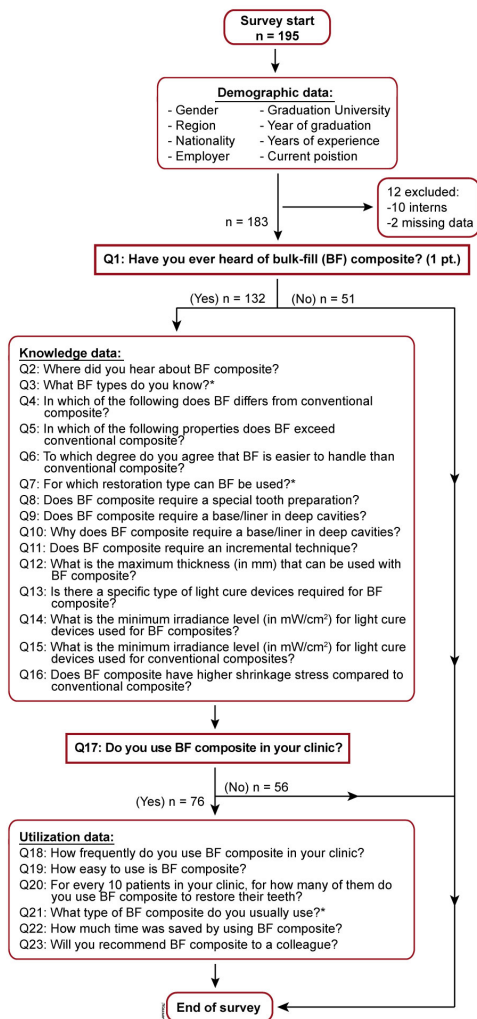 Survey start
n = 195
Demographic data:
- Gender - Graduation University
- Region - Year of graduation
- Nationality - Years of experience
- Employer - Current poistion
12 excluded:
-10 interns
-2 missing data
n = 183
Q1: Have you ever heard of bulk-fill (BF) composite? (1 pt.)
(Yes) n = 132 (No) n = 51
Knowledge data:
Q2: Where did you hear about BF composite?
Q3: What BF types do you know?*
Q4: In which of the following does BF differs from conventional
composite?
Q5: In which of the following properties does BF exceed
conventional composite?
Q6: To which degree do you agree that BF is easier to handle than
conventional composite?
Q7: For which restoration type can BF be used?*
Q8: Does BF composite require a special tooth preparation?
Q9: Does BF composite require a base/liner in deep cavities?
Q10: Why does BF composite require a base/liner in deep cavities?
Q11: Does BF composite require an incremental technique?
Q12: What is the maximum thickness (in mm) that can be used with
BF composite?
Q13: Is there a specific type of light cure devices required for BF
composite?
Q14: What is the minimum irradiance level (in mW/cm²) for light cure
devices used for BF composites?
Q15: What is the minimum irradiance level (in mW/cm²) for light cure
devices used for conventional composites?
Q16: Does BF composite have higher shrinkage stress compared to
conventional composite?
Q17: Do you use BF composite in your clinic?
(No) n = 56
(Yes) n = 76
Utilization data:
Q18: How frequently do you use BF composite in your clinic?
Q19: How easy to use is BF composite?
Q20: For every 10 patients in your clinic, for how many of them do
you use BF composite to restore their teeth?
Q21: What type of BF composite do you usually use?*
Q22: How much time was saved by using BF composite?
Q23: Will you recommend BF composite to a colleague?
End of survey